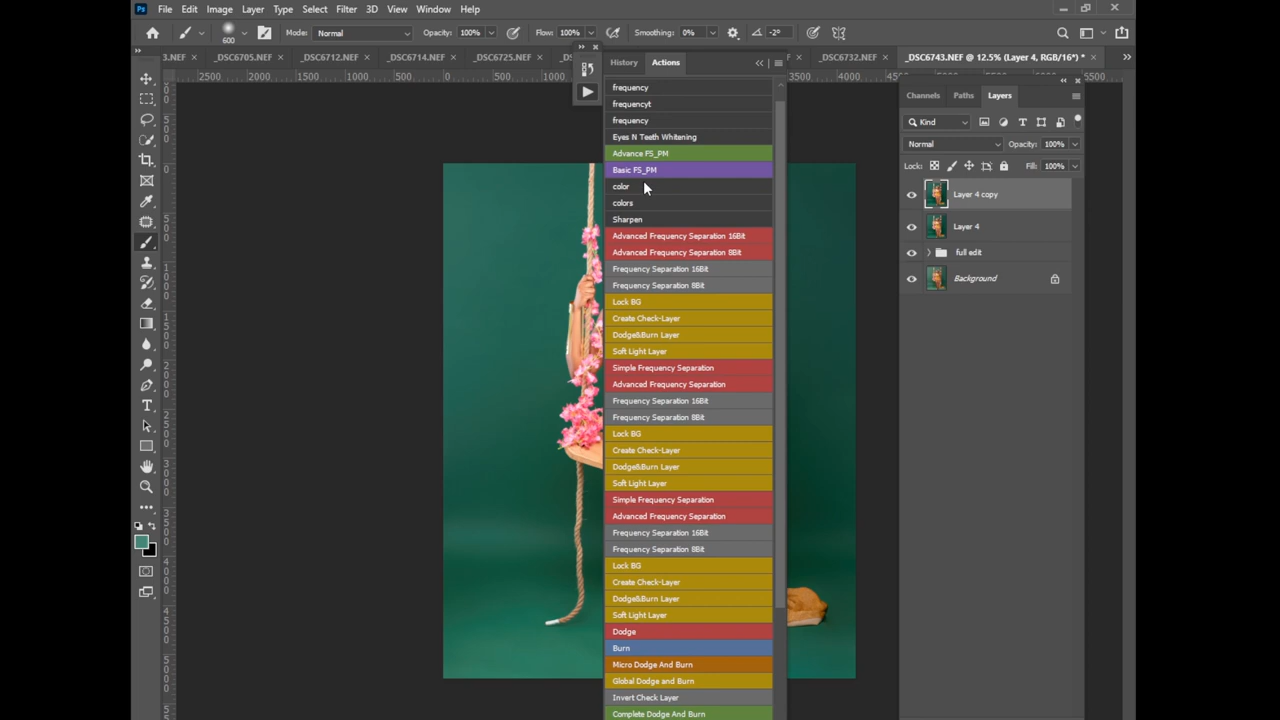 Ps File Edit Image Layer Type Select Filter 3D View Window Help
600 Mode: Normal Opacity: 100% Flow: 100% Smoothing: 0% -2°
3.NEF × _DSC6705.NEF × _DSC6712.NEF × _DSC6714.NEF × _DSC6725.NEF × _DSC6732.NEF × _DSC6743.NEF @ 12.5% (Layer 4, RGB/16*) * ×
2500 2000 1500 1000 500 0 500 3500 4000 4500 5500
History Actions
frequency
frequencyt
frequency
Eyes N Teeth Whitening
Advance FS_PM
Basic FS_PM
color
colors
Sharpen
Advanced Frequency Separation 16Bit
Advanced Frequency Separation 8Bit
Frequency Separation 16Bit
Frequency Separation 8Bit
Lock BG
Create Check-Layer
Dodge&Burn Layer
Soft Light Layer
Simple Frequency Separation
Advanced Frequency Separation
Frequency Separation 16Bit
Frequency Separation 8Bit
Lock BG
Create Check-Layer
Dodge&Burn Layer
Soft Light Layer
Simple Frequency Separation
Advanced Frequency Separation
Frequency Separation 16Bit
Frequency Separation 8Bit
Lock BG
Create Check-Layer
Dodge&Burn Layer
Soft Light Layer
Dodge
Burn
Micro Dodge And Burn
Global Dodge and Burn
Invert Check Layer
Complete Dodge And Burn
Channels Paths Layers
Kind
Normal Opacity: 100%
Lock: Fill: 100%
Layer 4 copy
Layer 4
full edit
Background